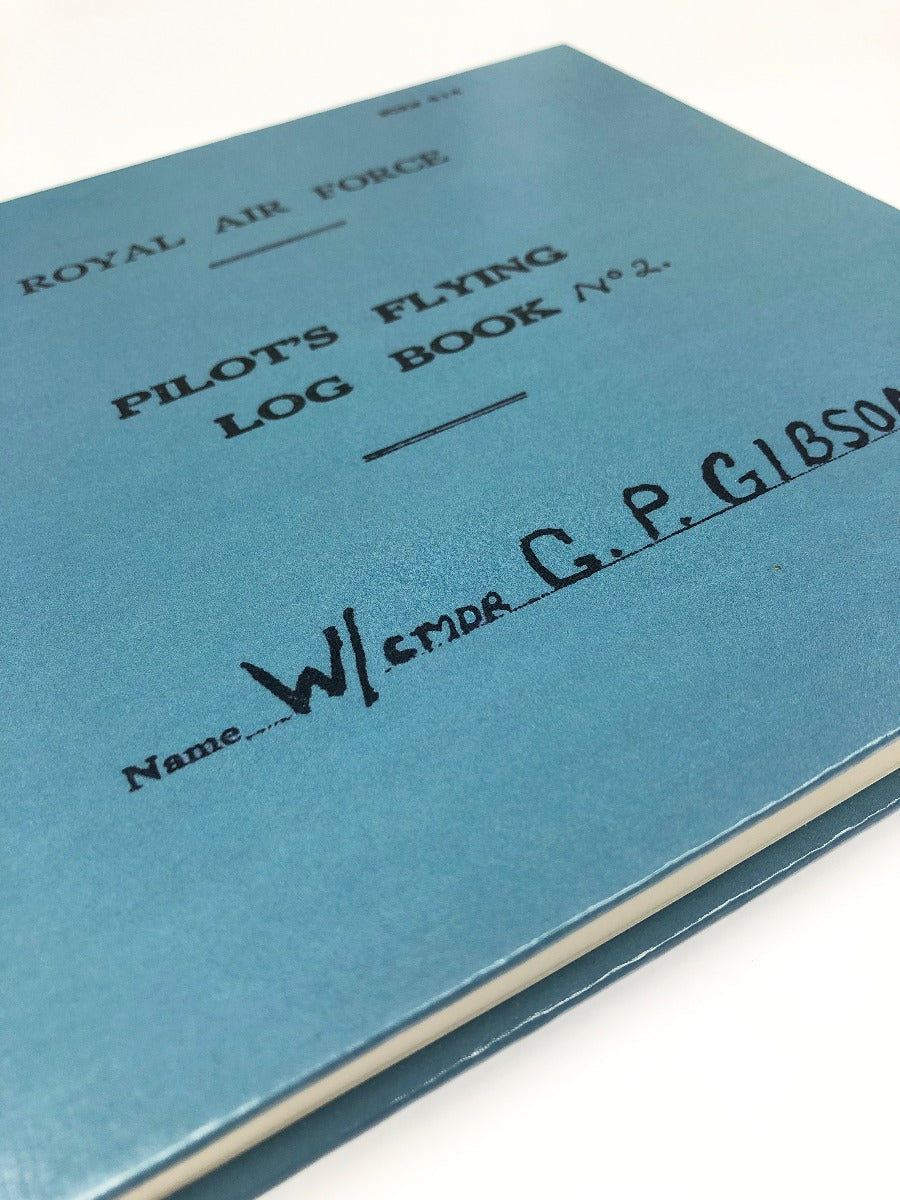 ROYAL AIR FORCE
PILOT'S FLYING
LOG BOOK Nº 2.
Name W/CMDR G. P. GIBSON